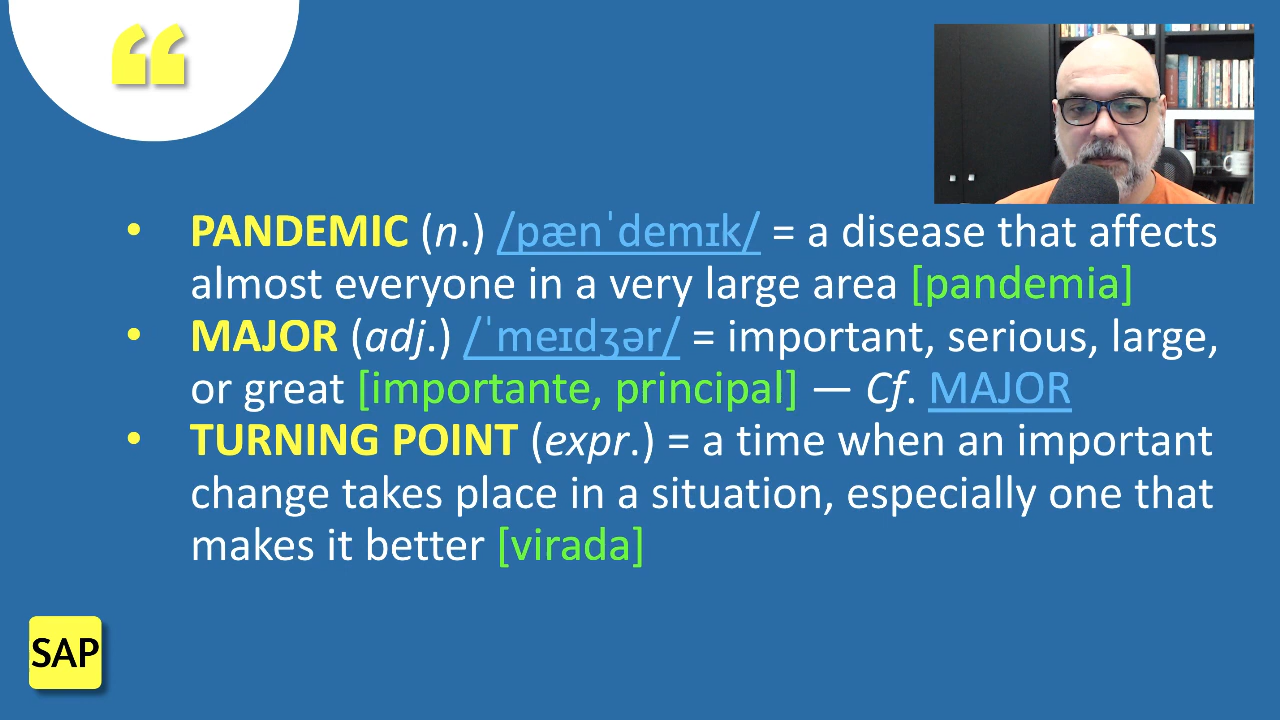 “
• PANDEMIC (n.) /pænˈdemɪk/ = a disease that affects
almost everyone in a very large area [pandemia]
• MAJOR (adj.) /ˈmeɪdʒər/ = important, serious, large,
or great [importante, principal] — Cf. MAJOR
• TURNING POINT (expr.) = a time when an important
change takes place in a situation, especially one that
makes it better [virada]
SAP